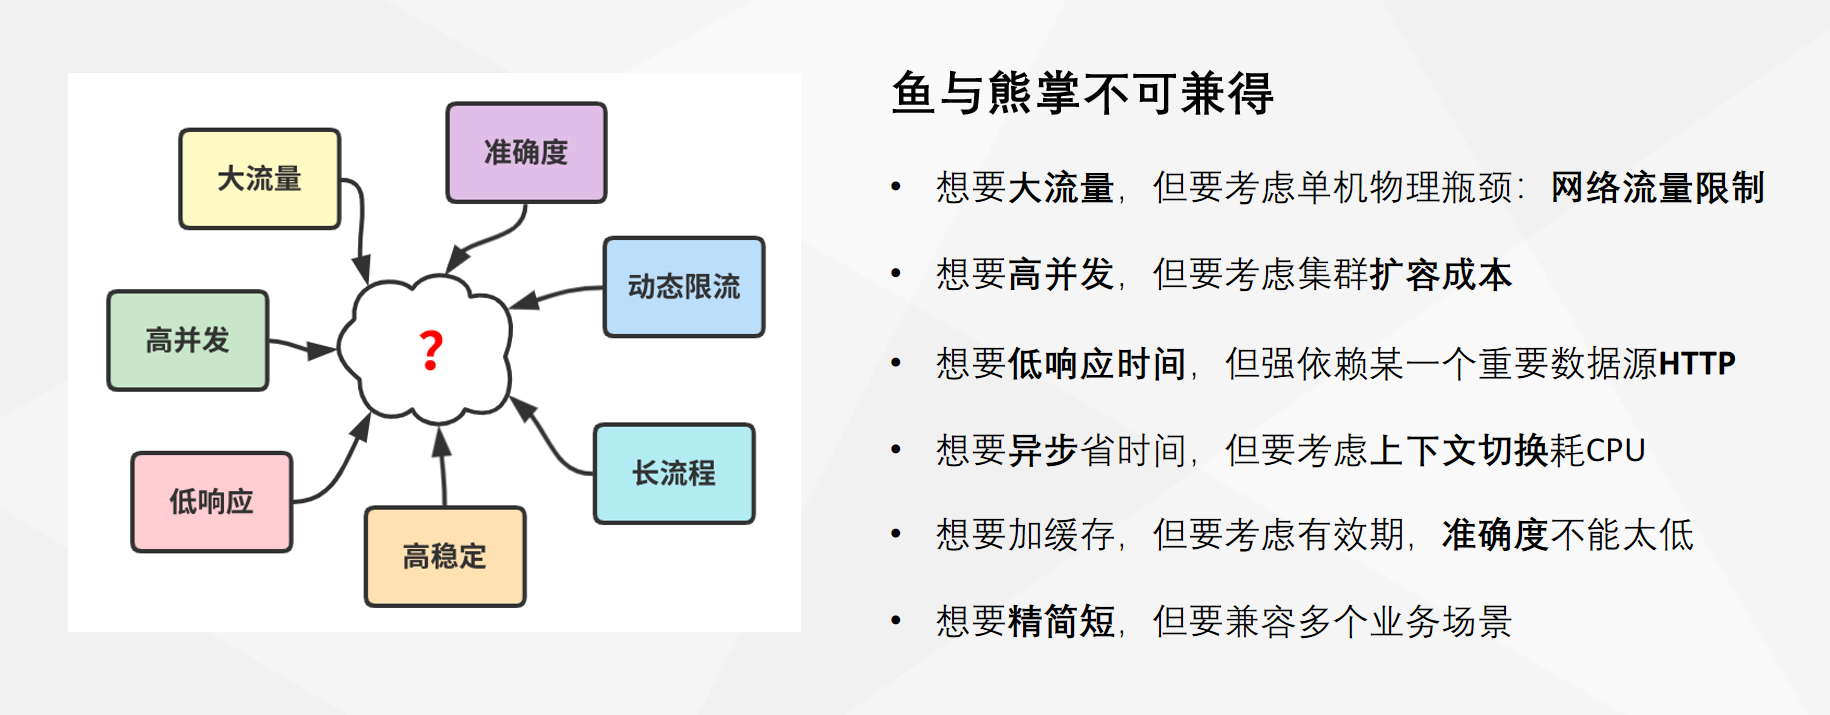 大流量
准确度
动态限流
高并发
?
长流程
低响应
高稳定
鱼与熊掌不可兼得
• 想要大流量，但要考虑单机物理瓶颈：网络流量限制
• 想要高并发，但要考虑集群扩容成本
• 想要低响应时间，但强依赖某一个重要数据源HTTP
• 想要异步省时间，但要考虑上下文切换耗CPU
• 想要加缓存，但要考虑有效期，准确度不能太低
• 想要精简短，但要兼容多个业务场景